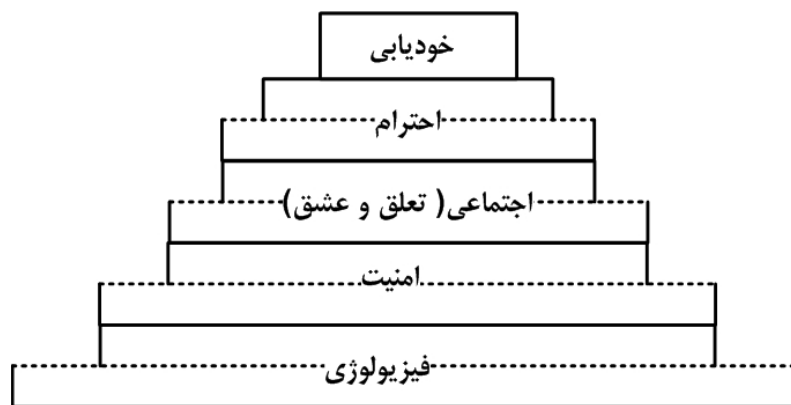 خودیابی
احترام
اجتماعی( تعلق و عشق)
امنیت
فیزیولوژی